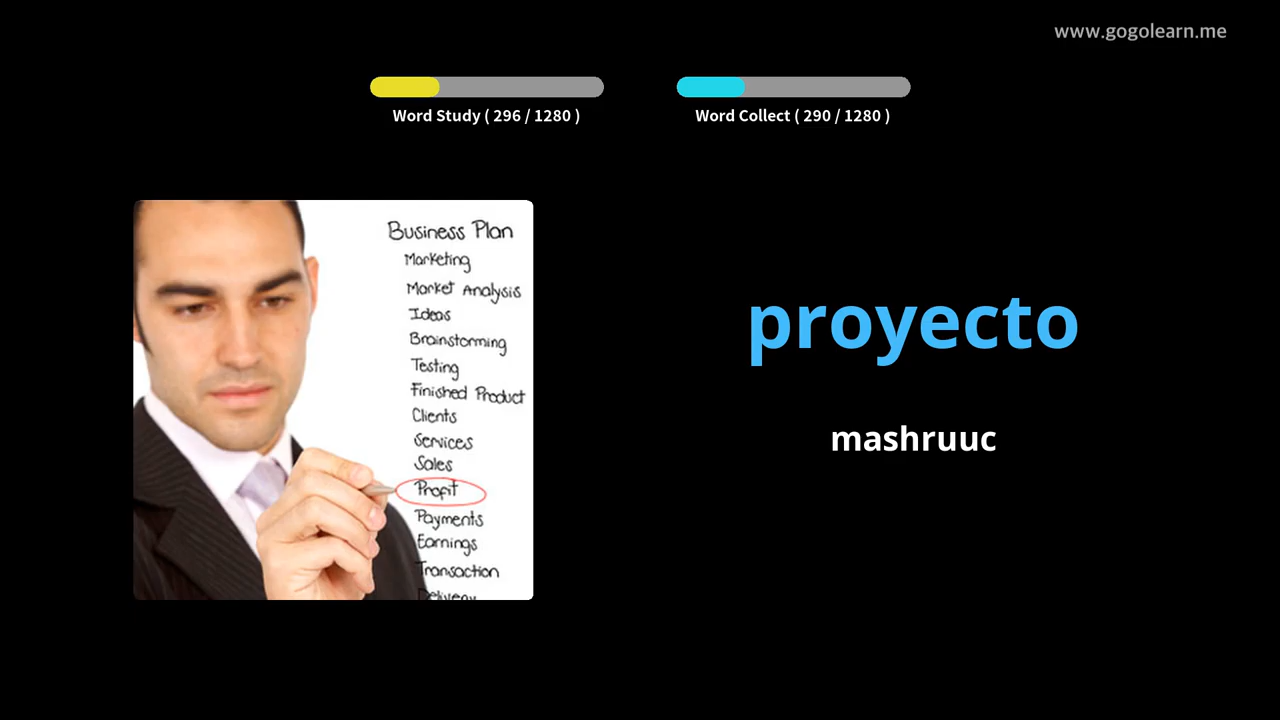 www.gogolearn.me
Word Study ( 296 / 1280 )
Word Collect ( 290 / 1280 )
Business Plan
Marketing
Market Analysis
Ideas
Brainstorming
Testing
Finished Product
Clients
Services
Sales
Profit
Payments
Earnings
Transaction
Delivery
proyecto
mashruuc